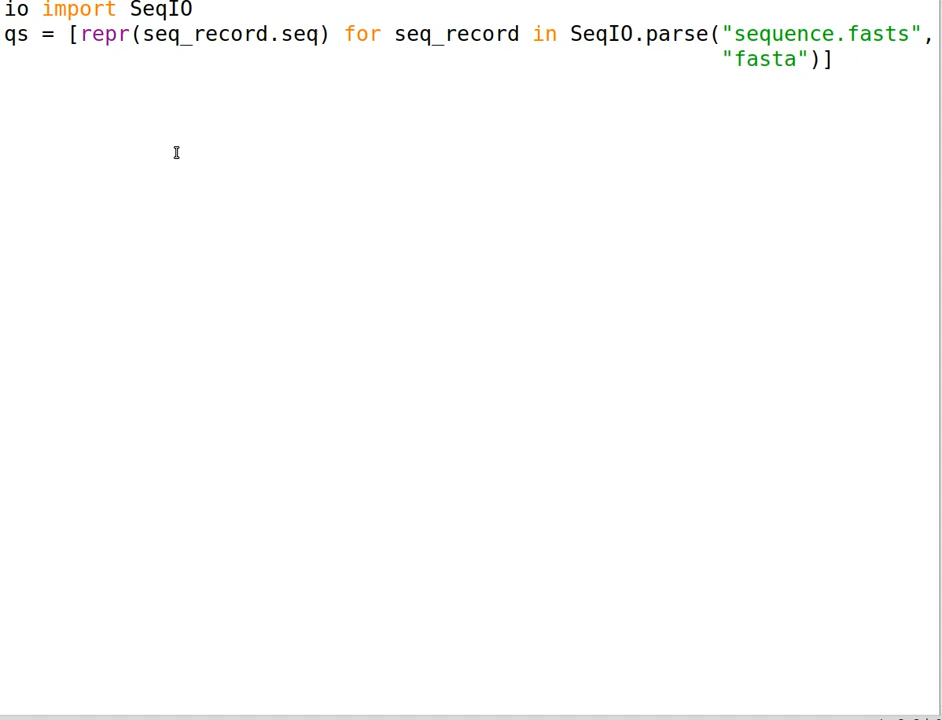 io import SeqIO
qs = [repr(seq_record.seq) for seq_record in SeqIO.parse("sequence.fasts",
"fasta")]